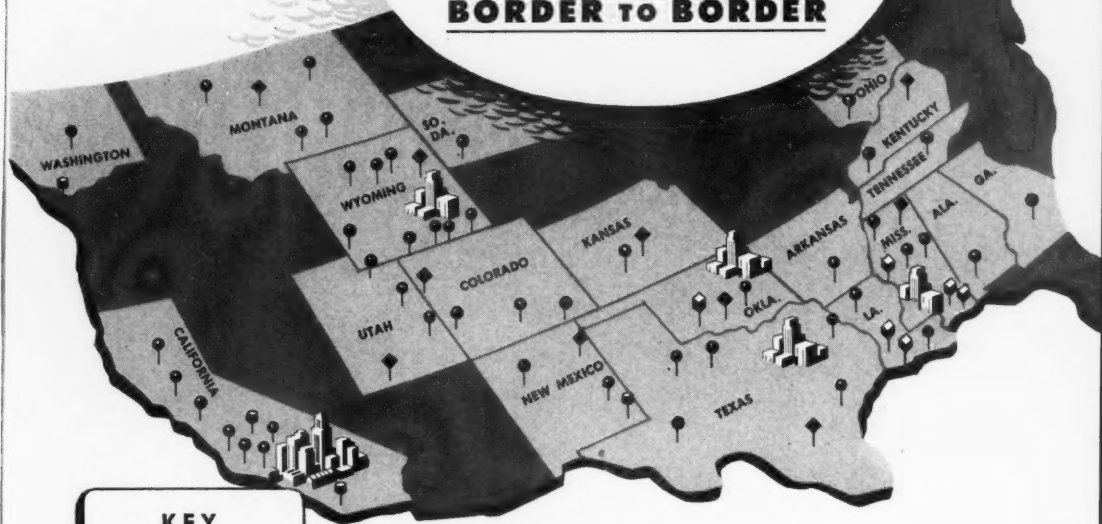 BORDER TO BORDER
WASHINGTON
MONTANA
SO.
DA.
WYOMING
OHIO
KENTUCKY
TENNESSEE
GA.
ALA.
MISS.
ARKANSAS
KANSAS
COLORADO
UTAH
OKLA.
LA.
CALIFORNIA
NEW MEXICO
TEXAS
KEY